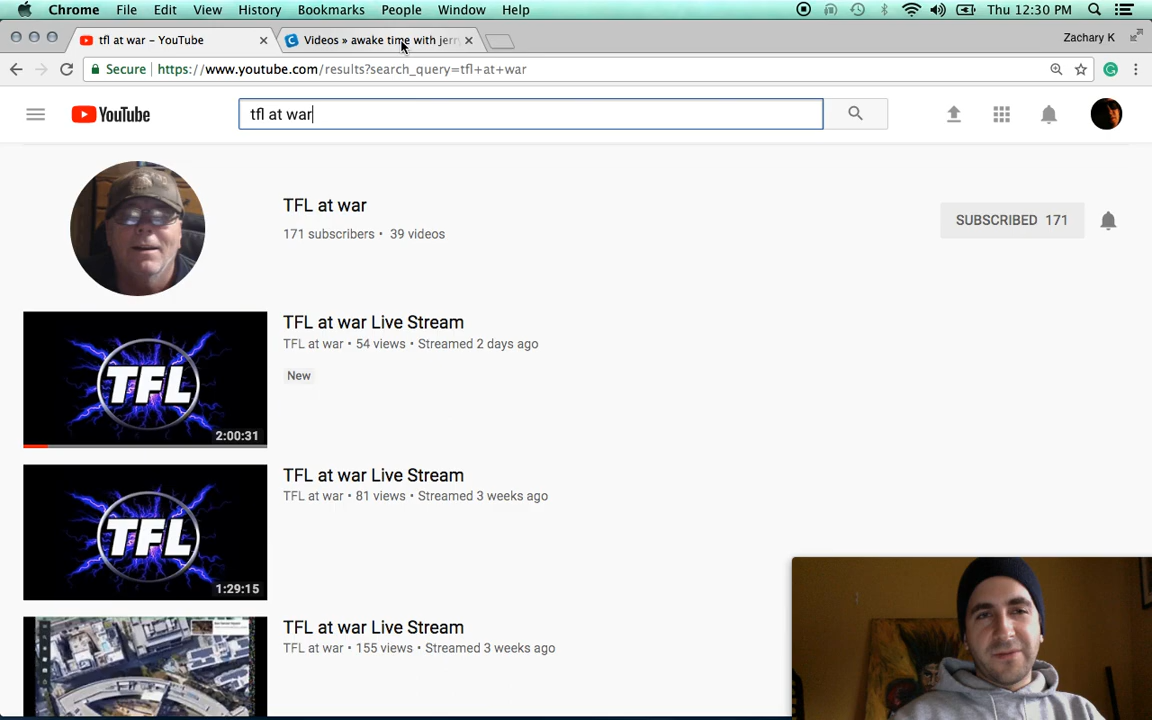 Chrome File Edit View History Bookmarks People Window Help Thu 12:30 PM
tfl at war - YouTube Videos » awake time with jerr Zachary K
Secure https://www.youtube.com/results?search_query=tfl+at+war
YouTube tfl at war
TFL at war
171 subscribers • 39 videos
SUBSCRIBED 171
TFL at war Live Stream
TFL at war • 54 views • Streamed 2 days ago
New
TFL
2:00:31
TFL at war Live Stream
TFL at war • 81 views • Streamed 3 weeks ago
TFL
1:29:15
TFL at war Live Stream
TFL at war • 155 views • Streamed 3 weeks ago